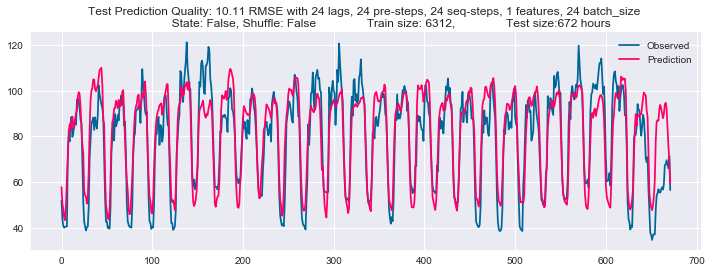 Test Prediction Quality: 10.11 RMSE with 24 lags, 24 pre-steps, 24 seq-steps, 1 features, 24 batch_size
State: False, Shuffle: False Train size: 6312, Test size:672 hours
Observed
Prediction
120
100
80
60
40
0 100 200 300 400 500 600 700